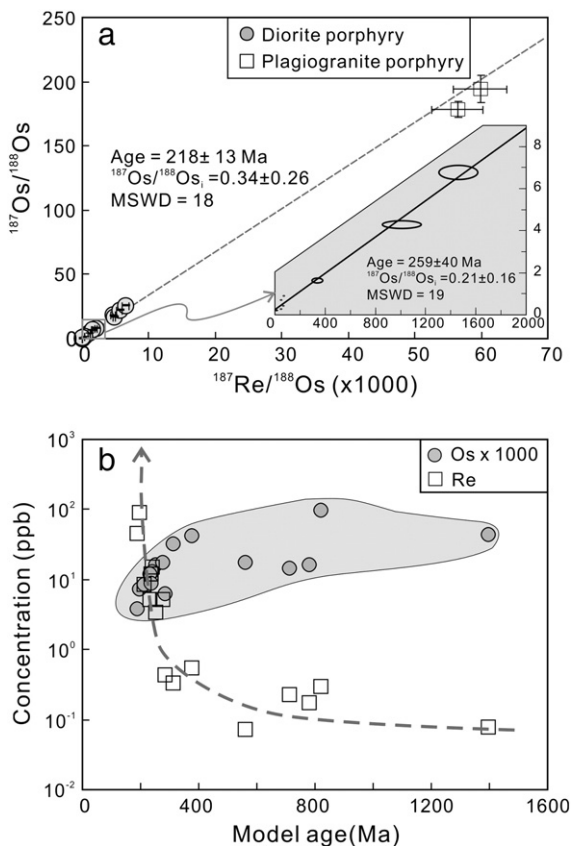 a
Diorite porphyry
Plagiogranite porphyry
250
200
150
100
50
0
¹⁸⁷Os/¹⁸⁸Os
Age = 218± 13 Ma
¹⁸⁷Os/¹⁸⁸Osᵢ = 0.34±0.26
MSWD = 18
8
6
4
2
0
Age = 259±40 Ma
¹⁸⁷Os/¹⁸⁸Osᵢ = 0.21±0.16
MSWD = 19
400 800 1200 1600 2000
0 10 20 30 40 50 60 70
¹⁸⁷Re/¹⁸⁸Os (x1000)
b
Os x 1000
Re
10³
10²
10¹
10⁰
10⁻¹
10⁻²
Concentration (ppb)
0 400 800 1200 1600
Model age(Ma)